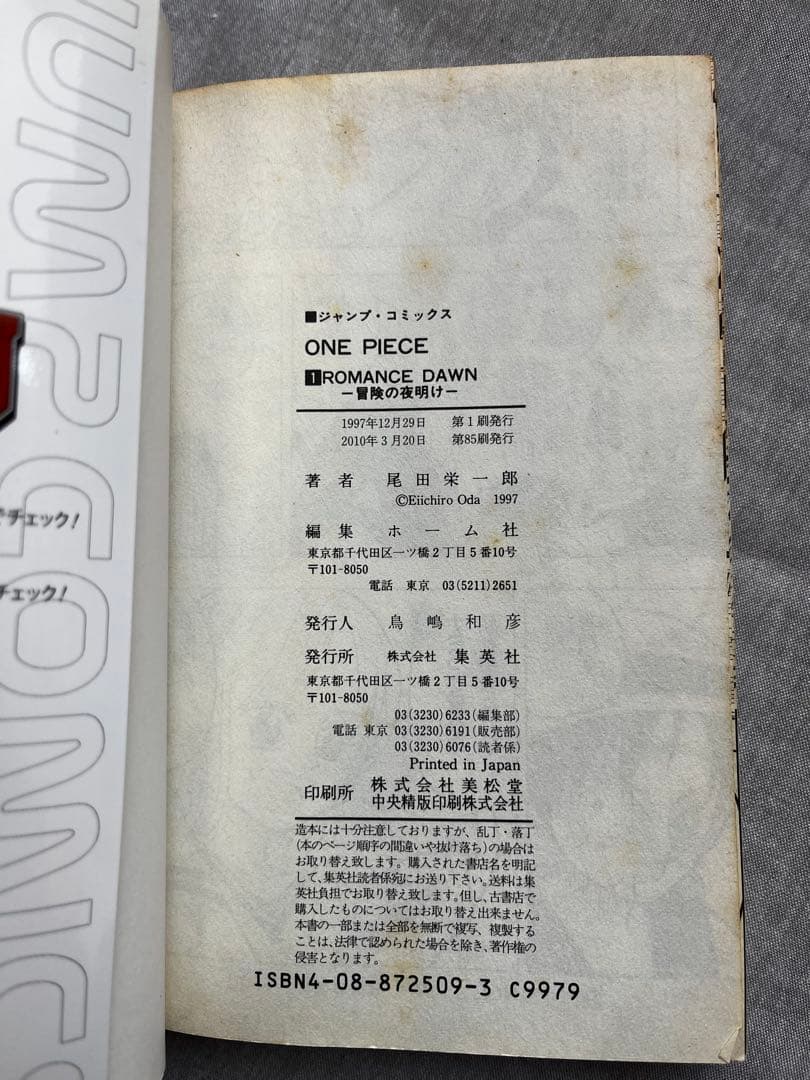 JUMP COMICS
でチェック!
チェック!
■ジャンプ・コミックス
ONE PIECE
1 ROMANCE DAWN
―冒険の夜明け―
1997年12月29日 第1刷発行
2010年3月20日 第85刷発行
著者 尾田栄一郎
©Eiichiro Oda 1997
編集 ホーム社
東京都千代田区一ツ橋2丁目5番10号
〒101-8050
電話 東京 03(5211)2651
発行人 鳥嶋和彦
発行所 株式会社 集英社
東京都千代田区一ツ橋2丁目5番10号
〒101-8050
03(3230)6233(編集部)
電話 東京 03(3230)6191(販売部)
03(3230)6076(読者係)
Printed in Japan
印刷所 株式会社美松堂
中央精版印刷株式会社
造本には十分注意しておりますが、乱丁・落丁
(本のページ順序の間違いや抜け落ち)の場合は
お取り替え致します。購入された書店名を明記
して、集英社読者係宛にお送り下さい。送料は集
英社負担でお取り替え致します。但し、古書店で
購入したものについてはお取り替え出来ません。
本書の一部または全部を無断で複写、複製する
ことは、法律で認められた場合を除き、著作権の
侵害となります。
ISBN4-08-872509-3 C9979